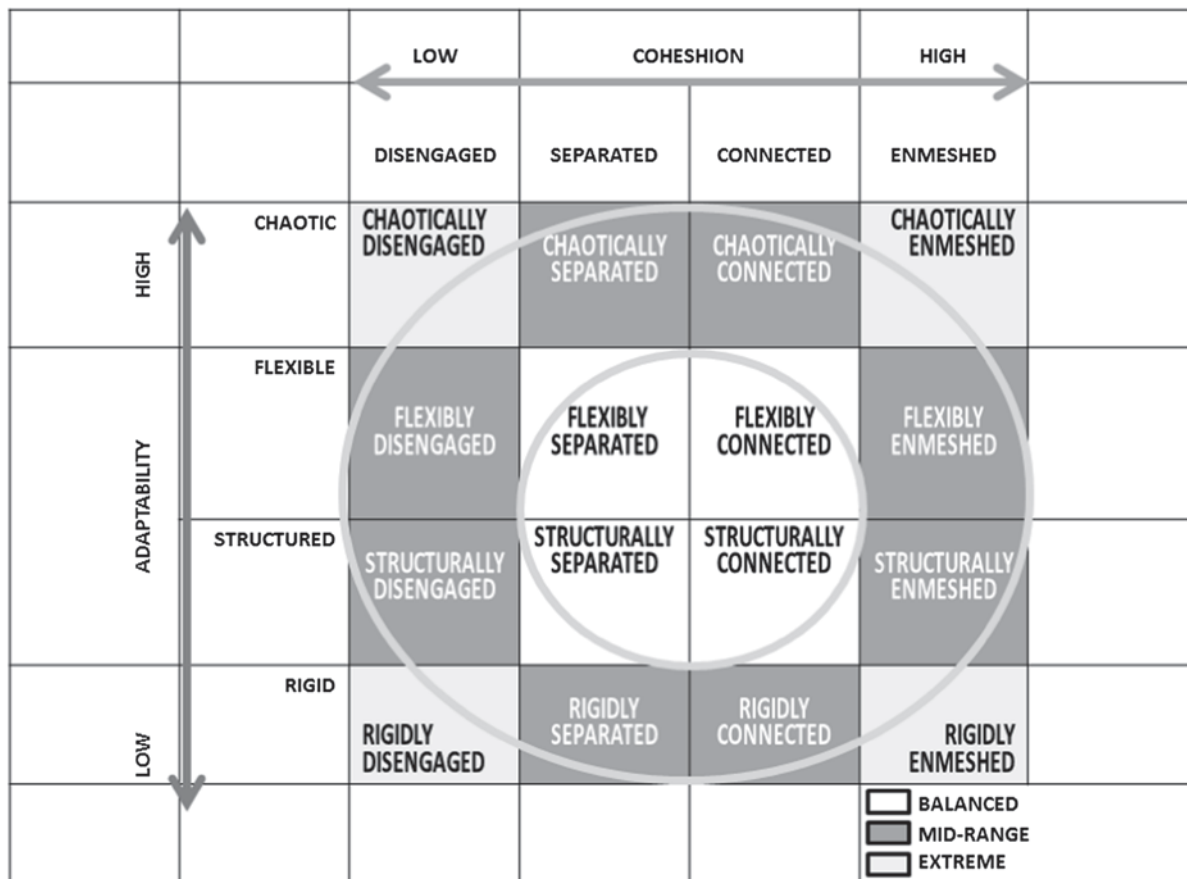 LOW COHESHION HIGH
DISENGAGED SEPARATED CONNECTED ENMESHED
HIGH
ADAPTABILITY
LOW
CHAOTIC
CHAOTICALLY
DISENGAGED
CHAOTICALLY
SEPARATED
CHAOTICALLY
CONNECTED
CHAOTICALLY
ENMESHED
FLEXIBLE
FLEXIBLY
DISENGAGED
FLEXIBLY
SEPARATED
FLEXIBLY
CONNECTED
FLEXIBLY
ENMESHED
STRUCTURED
STRUCTURALLY
DISENGAGED
STRUCTURALLY
SEPARATED
STRUCTURALLY
CONNECTED
STRUCTURALLY
ENMESHED
RIGID
RIGIDLY
DISENGAGED
RIGIDLY
SEPARATED
RIGIDLY
CONNECTED
RIGIDLY
ENMESHED
BALANCED
MID-RANGE
EXTREME